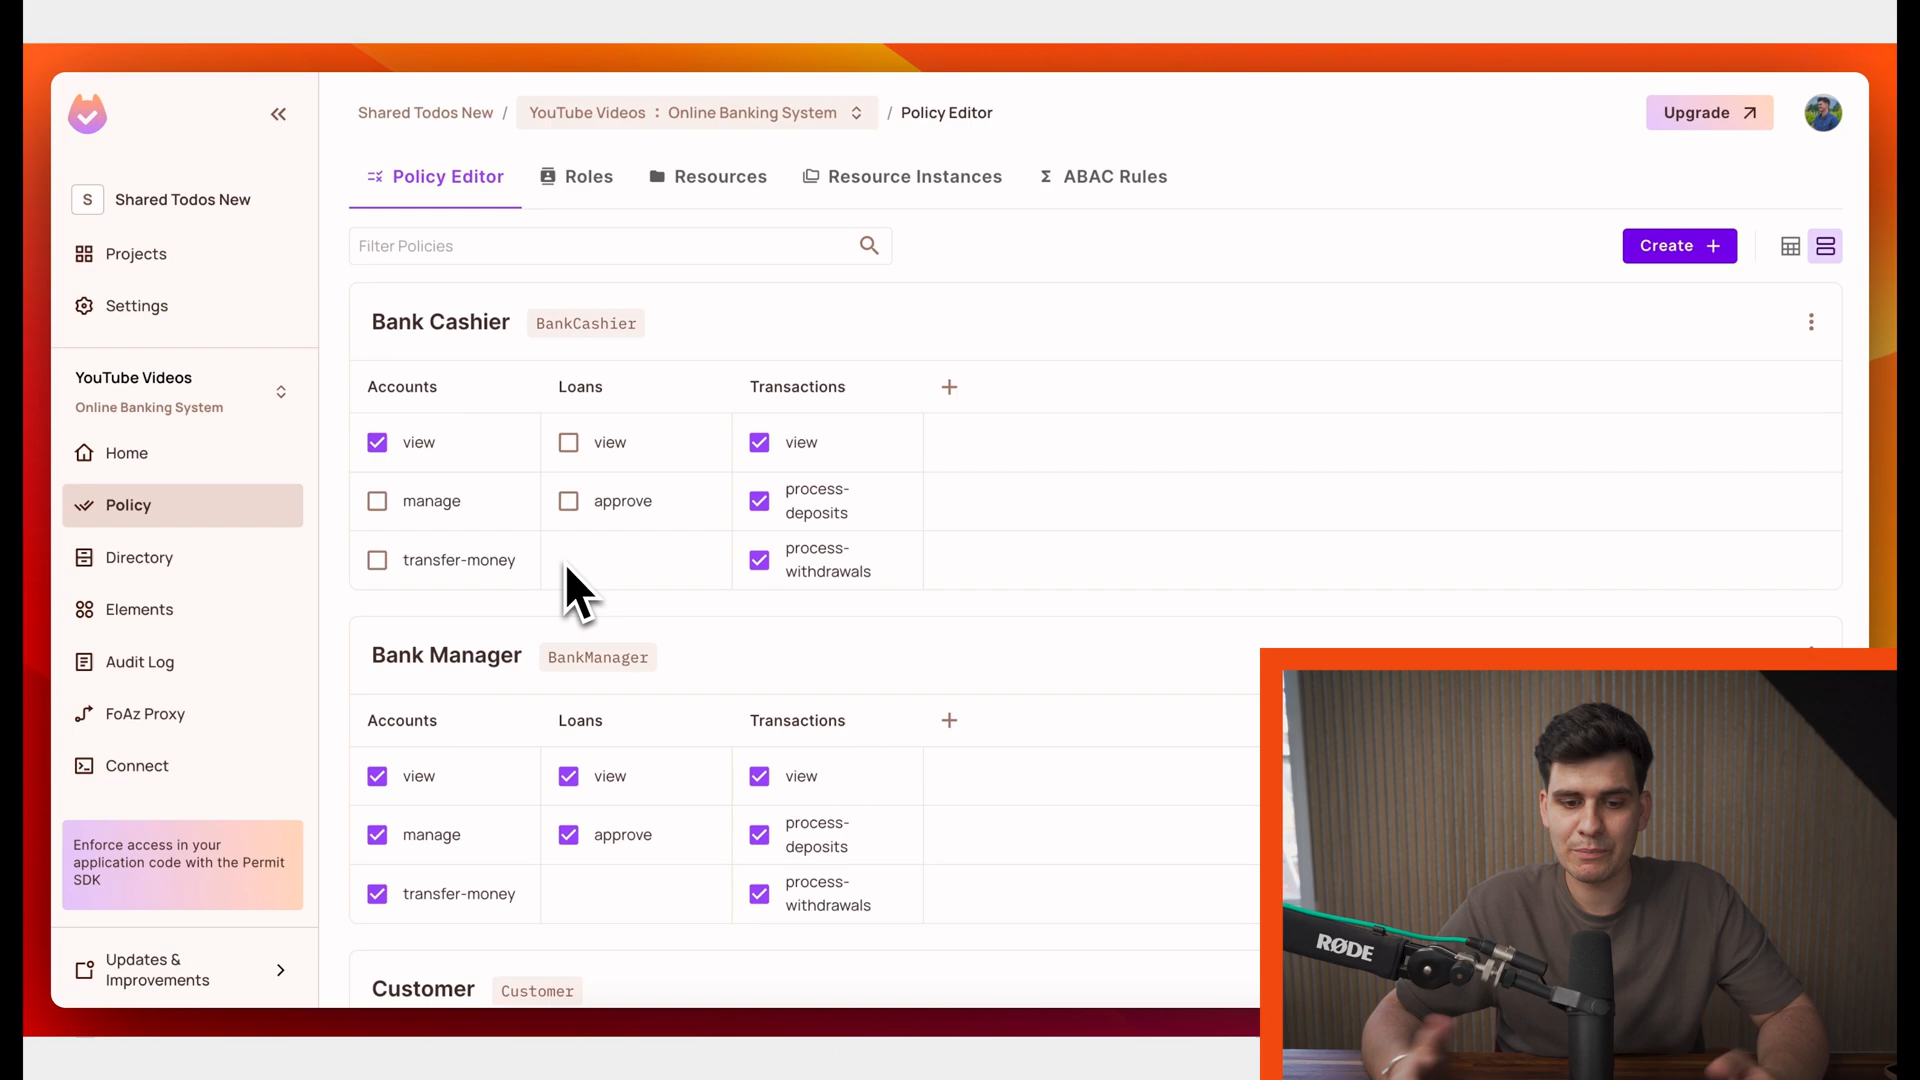 Shared Todos New / YouTube Videos : Online Banking System / Policy Editor
Upgrade
S Shared Todos New
Projects
Settings
YouTube Videos
Online Banking System
Home
Policy
Directory
Elements
Audit Log
FoAz Proxy
Connect
Enforce access in your
application code with the Permit
SDK
Updates &
Improvements
Policy Editor Roles Resources Resource Instances ABAC Rules
Filter Policies
Create +
Bank Cashier BankCashier
Accounts Loans Transactions +
view view view
manage approve process-
deposits
transfer-money process-
withdrawals
Bank Manager BankManager
Accounts Loans Transactions +
view view view
manage approve process-
deposits
transfer-money process-
withdrawals
Customer Customer
RØDE